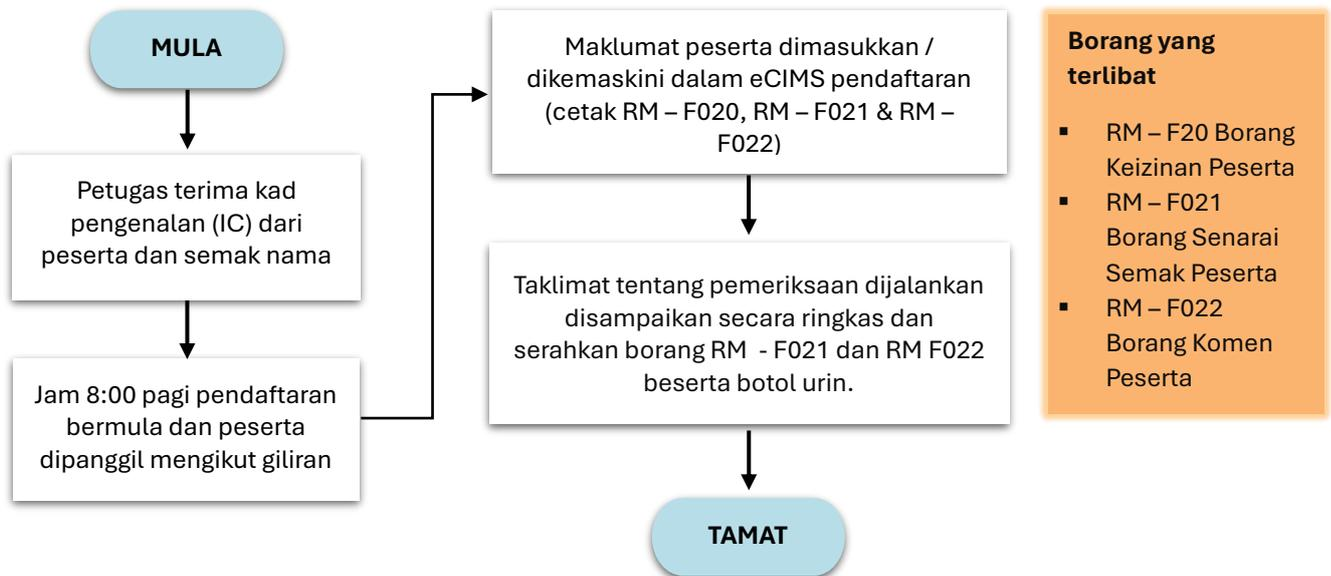 MULA
Petugas terima kad
pengenalan (IC) dari
peserta dan semak nama
Jam 8:00 pagi pendaftaran
bermula dan peserta
dipanggil mengikut giliran
Maklumat peserta dimasukkan /
dikemaskini dalam eCIMS pendaftaran
(cetak RM – F020, RM – F021 & RM –
F022)
Taklimat tentang pemeriksaan dijalankan
disampaikan secara ringkas dan
serahkan borang RM  - F021 dan RM F022
beserta botol urin.
TAMAT
Borang yang
terlibat
▪ RM – F20 Borang
Keizinan Peserta
▪ RM – F021
Borang Senarai
Semak Peserta
▪ RM – F022
Borang Komen
Peserta